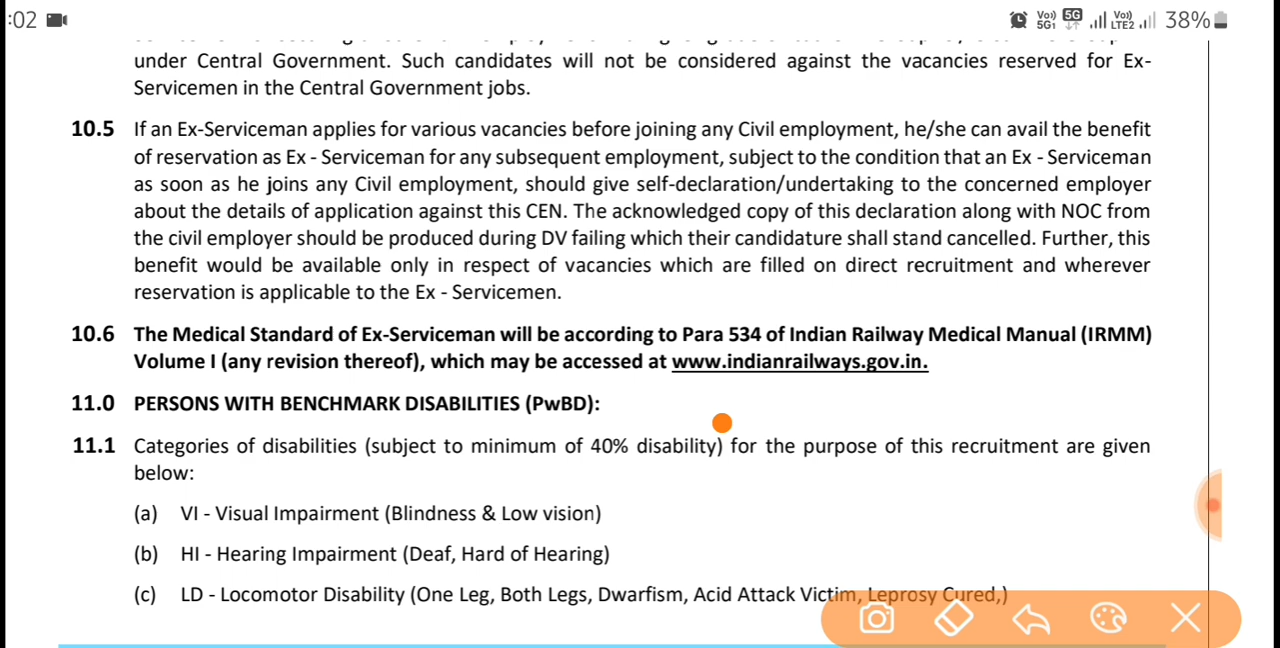 :02
Vo)) 5G1 5G Vo)) LTE2 38%
under Central Government. Such candidates will not be considered against the vacancies reserved for Ex-
Servicemen in the Central Government jobs.
10.5 If an Ex-Serviceman applies for various vacancies before joining any Civil employment, he/she can avail the benefit
of reservation as Ex - Serviceman for any subsequent employment, subject to the condition that an Ex - Serviceman
as soon as he joins any Civil employment, should give self-declaration/undertaking to the concerned employer
about the details of application against this CEN. The acknowledged copy of this declaration along with NOC from
the civil employer should be produced during DV failing which their candidature shall stand cancelled. Further, this
benefit would be available only in respect of vacancies which are filled on direct recruitment and wherever
reservation is applicable to the Ex - Servicemen.
10.6 The Medical Standard of Ex-Serviceman will be according to Para 534 of Indian Railway Medical Manual (IRMM)
Volume I (any revision thereof), which may be accessed at www.indianrailways.gov.in.
11.0 PERSONS WITH BENCHMARK DISABILITIES (PwBD):
11.1 Categories of disabilities (subject to minimum of 40% disability) for the purpose of this recruitment are given
below:
(a) VI - Visual Impairment (Blindness & Low vision)
(b) HI - Hearing Impairment (Deaf, Hard of Hearing)
(c) LD - Locomotor Disability (One Leg, Both Legs, Dwarfism, Acid Attack Victim, Leprosy Cured,)